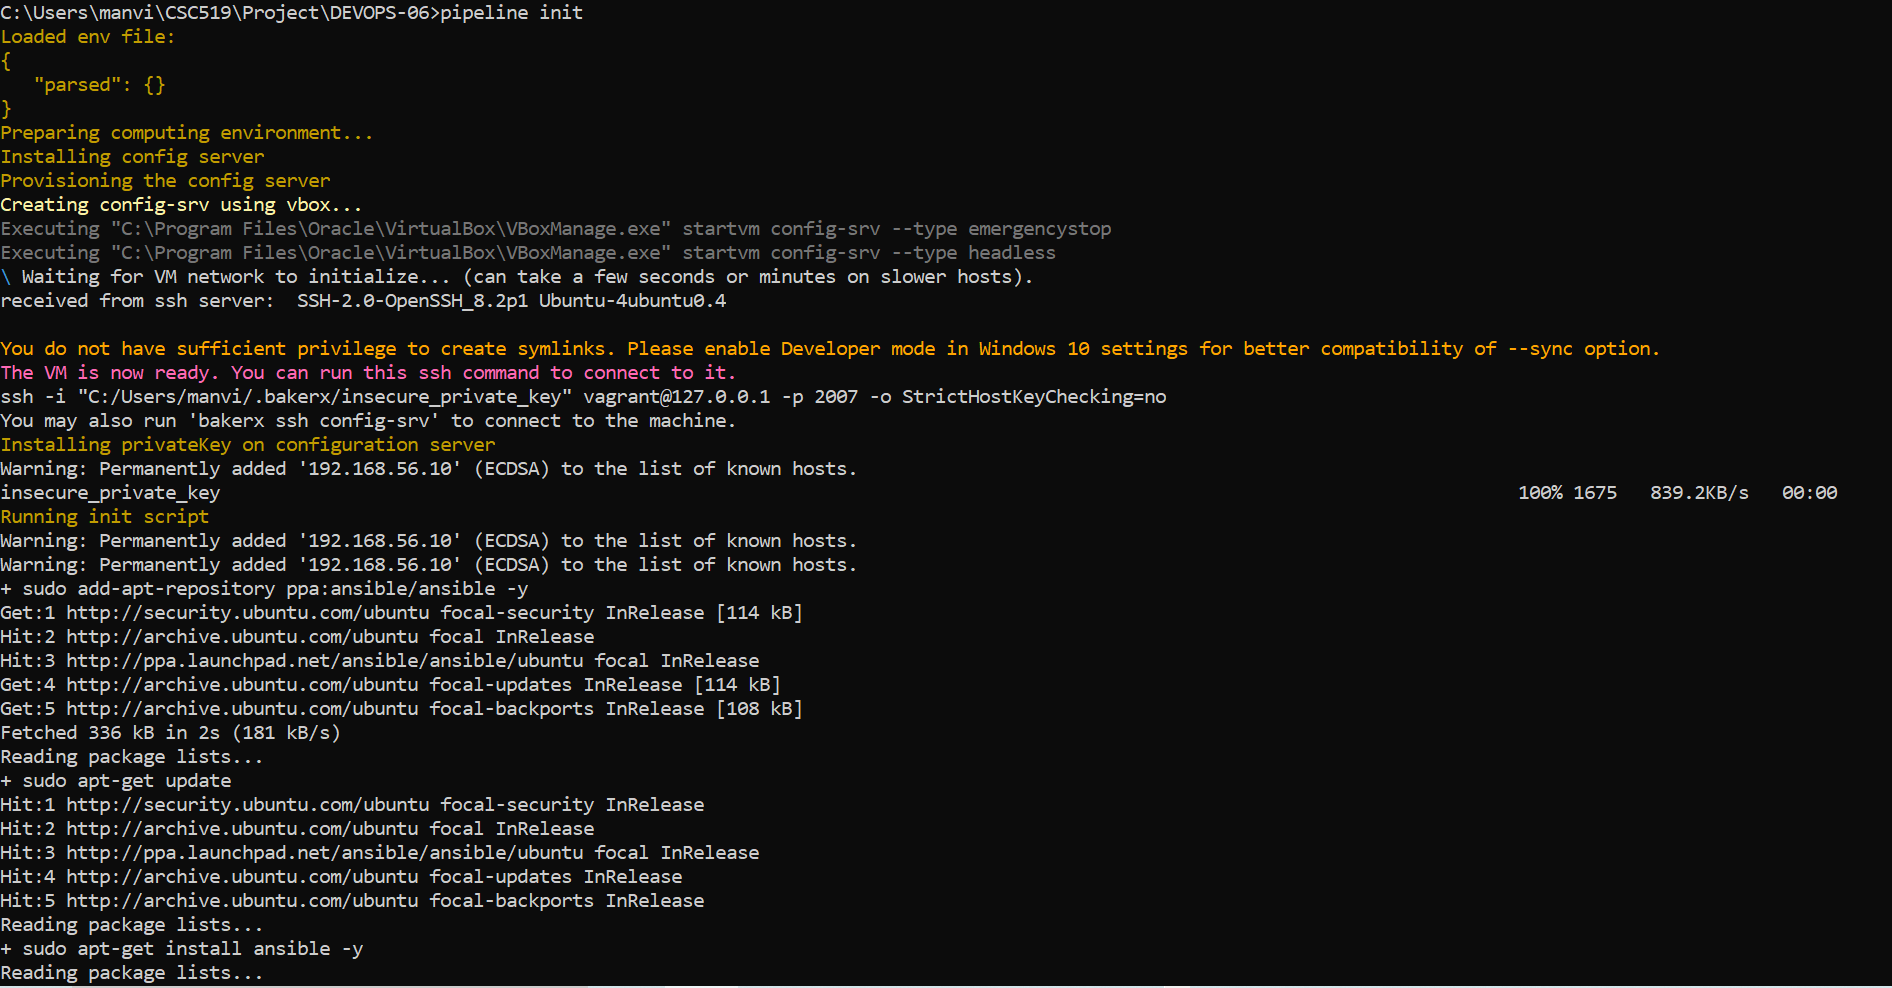 C:\Users\manvi\CSC519\Project\DEVOPS-06>pipeline init
Loaded env file:
{
   "parsed": {}
}
Preparing computing environment...
Installing config server
Provisioning the config server
Creating config-srv using vbox...
Executing "C:\Program Files\Oracle\VirtualBox\VBoxManage.exe" startvm config-srv --type emergencystop
Executing "C:\Program Files\Oracle\VirtualBox\VBoxManage.exe" startvm config-srv --type headless
\ Waiting for VM network to initialize... (can take a few seconds or minutes on slower hosts).
received from ssh server:  SSH-2.0-OpenSSH_8.2p1 Ubuntu-4ubuntu0.4
You do not have sufficient privilege to create symlinks. Please enable Developer mode in Windows 10 settings for better compatibility of --sync option.
The VM is now ready. You can run this ssh command to connect to it.
ssh -i "C:/Users/manvi/.bakerx/insecure_private_key" vagrant@127.0.0.1 -p 2007 -o StrictHostKeyChecking=no
You may also run 'bakerx ssh config-srv' to connect to the machine.
Installing privateKey on configuration server
Warning: Permanently added '192.168.56.10' (ECDSA) to the list of known hosts.
insecure_private_key 100% 1675   839.2KB/s   00:00
Running init script
Warning: Permanently added '192.168.56.10' (ECDSA) to the list of known hosts.
Warning: Permanently added '192.168.56.10' (ECDSA) to the list of known hosts.
+ sudo add-apt-repository ppa:ansible/ansible -y
Get:1 http://security.ubuntu.com/ubuntu focal-security InRelease [114 kB]
Hit:2 http://archive.ubuntu.com/ubuntu focal InRelease
Hit:3 http://ppa.launchpad.net/ansible/ansible/ubuntu focal InRelease
Get:4 http://archive.ubuntu.com/ubuntu focal-updates InRelease [114 kB]
Get:5 http://archive.ubuntu.com/ubuntu focal-backports InRelease [108 kB]
Fetched 336 kB in 2s (181 kB/s)
Reading package lists...
+ sudo apt-get update
Hit:1 http://security.ubuntu.com/ubuntu focal-security InRelease
Hit:2 http://archive.ubuntu.com/ubuntu focal InRelease
Hit:3 http://ppa.launchpad.net/ansible/ansible/ubuntu focal InRelease
Hit:4 http://archive.ubuntu.com/ubuntu focal-updates InRelease
Hit:5 http://archive.ubuntu.com/ubuntu focal-backports InRelease
Reading package lists...
+ sudo apt-get install ansible -y
Reading package lists...